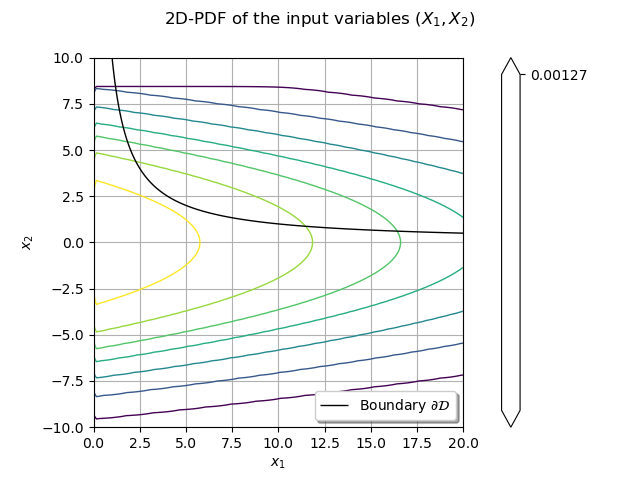 2D-PDF of the input variables (X₁, X₂)
0.00127
10.0
7.5
5.0
2.5
0.0
−2.5
−5.0
−7.5
−10.0
x₂
Boundary ∂𝒟
0.0 2.5 5.0 7.5 10.0 12.5 15.0 17.5 20.0
x₁